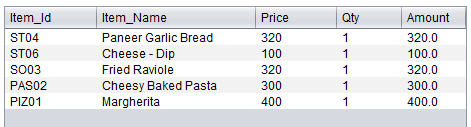 Item_Id Item_Name Price Qty Amount
ST04 Paneer Garlic Bread 320 1 320.0
ST06 Cheese - Dip 100 1 100.0
SO03 Fried Raviole 320 1 320.0
PAS02 Cheesy Baked Pasta 300 1 300.0
PIZ01 Margherita 400 1 400.0